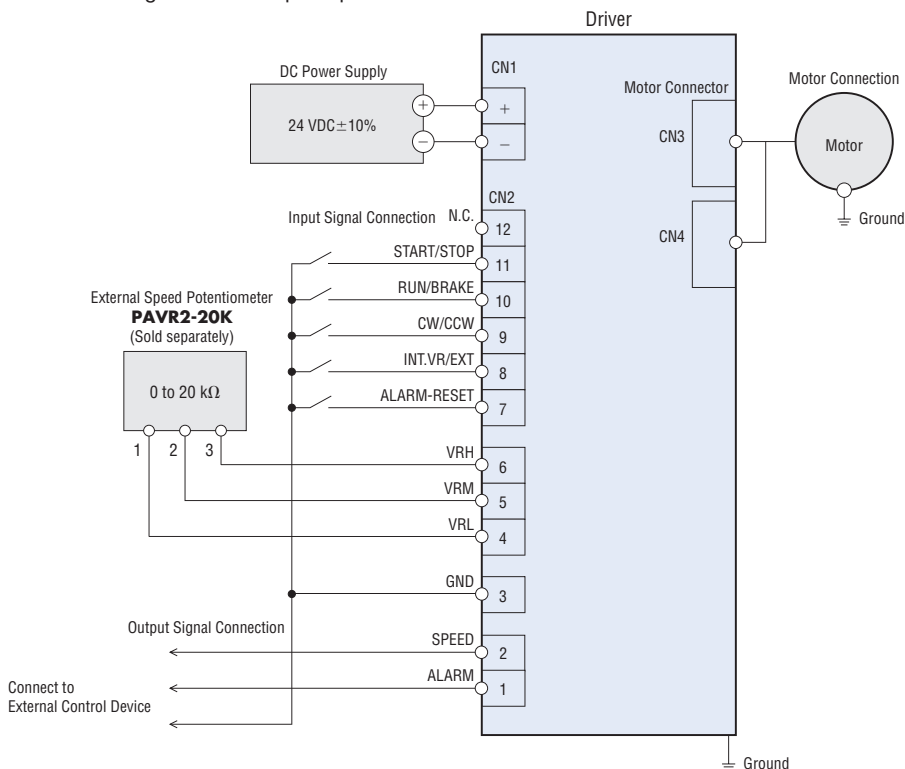 Driver
DC Power Supply
24 VDC±10%
+
−
CN1
+
−
Motor Connector
CN3
CN4
Motor Connection
Motor
Ground
CN2
Input Signal Connection
N.C.
12
START/STOP
11
RUN/BRAKE
10
CW/CCW
9
INT.VR/EXT
8
ALARM-RESET
7
External Speed Potentiometer
PAVR2-20K
(Sold separately)
0 to 20 kΩ
1 2 3
VRH
6
VRM
5
VRL
4
GND
3
Output Signal Connection
SPEED
2
ALARM
1
Connect to
External Control Device
Ground